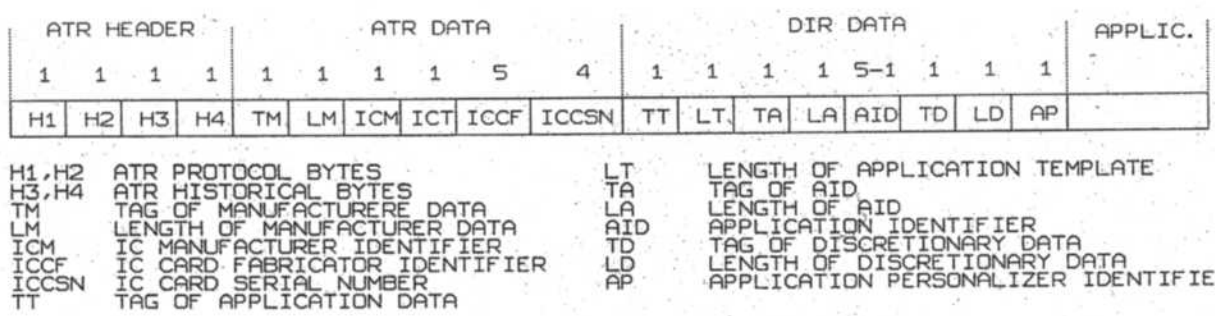 ATR HEADER ATR DATA DIR DATA APPLIC.
1 1 1 1 1 1 1 1 5 4 1 1 1 1 5-1 1 1 1
H1 H2 H3 H4 TM LM ICM ICT ICCF ICCSN TT LT TA LA AID TD LD AP
H1,H2 ATR PROTOCOL BYTES LT LENGTH OF APPLICATION TEMPLATE
H3,H4 ATR HISTORICAL BYTES TA TAG OF AID
TM TAG OF MANUFACTURERE DATA LA LENGTH OF AID
LM LENGTH OF MANUFACTURER DATA AID APPLICATION IDENTIFIER
ICM IC MANUFACTURER IDENTIFIER TD TAG OF DISCRETIONARY DATA
ICCF IC CARD FABRICATOR IDENTIFIER LD LENGTH OF DISCRETIONARY DATA
ICCSN IC CARD SERIAL NUMBER AP APPLICATION PERSONALIZER IDENTIFIE
TT TAG OF APPLICATION DATA